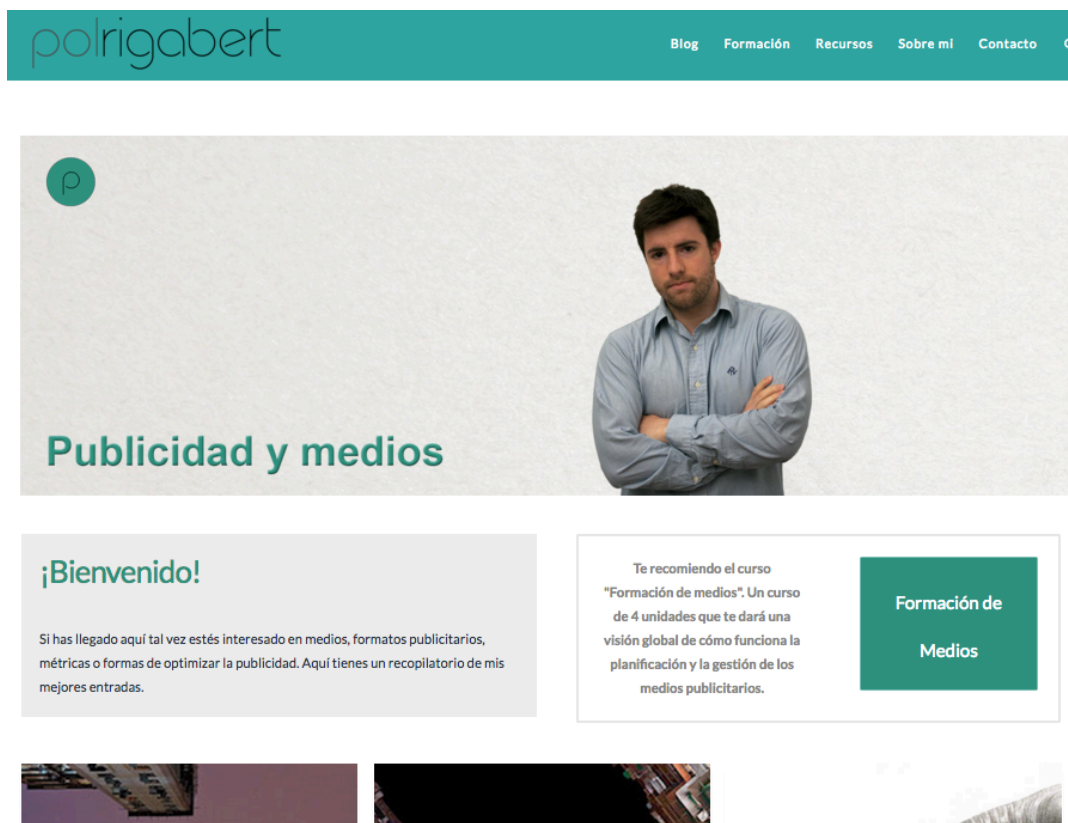 polrigabert
Blog Formación Recursos Sobre mi Contacto
Publicidad y medios
¡Bienvenido!
Si has llegado aquí tal vez estés interesado en medios, formatos publicitarios,
métricas o formas de optimizar la publicidad. Aquí tienes un recopilatorio de mis
mejores entradas.
Te recomiendo el curso
"Formación de medios". Un curso
de 4 unidades que te dará una
visión global de cómo funciona la
planificación y la gestión de los
medios publicitarios.
Formación de
Medios